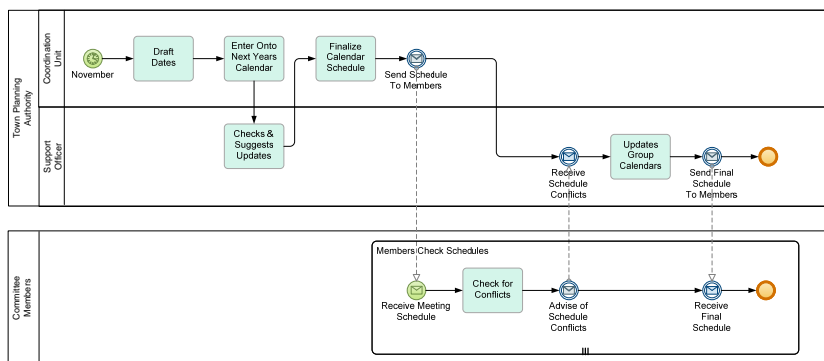 Town Planning
Authority
Coordination
Unit
November
Draft
Dates
Enter Onto
Next Years
Calendar
Finalize
Calendar
Schedule
Send Schedule
To Members
Support
Officer
Checks &
Suggests
Updates
Receive
Schedule
Conflicts
Updates
Group
Calendars
Send Final
Schedule
To Members
Committee
Members
Members Check Schedules
Receive Meeting
Schedule
Check for
Conflicts
Advise of
Schedule
Conflicts
Receive
Final
Schedule